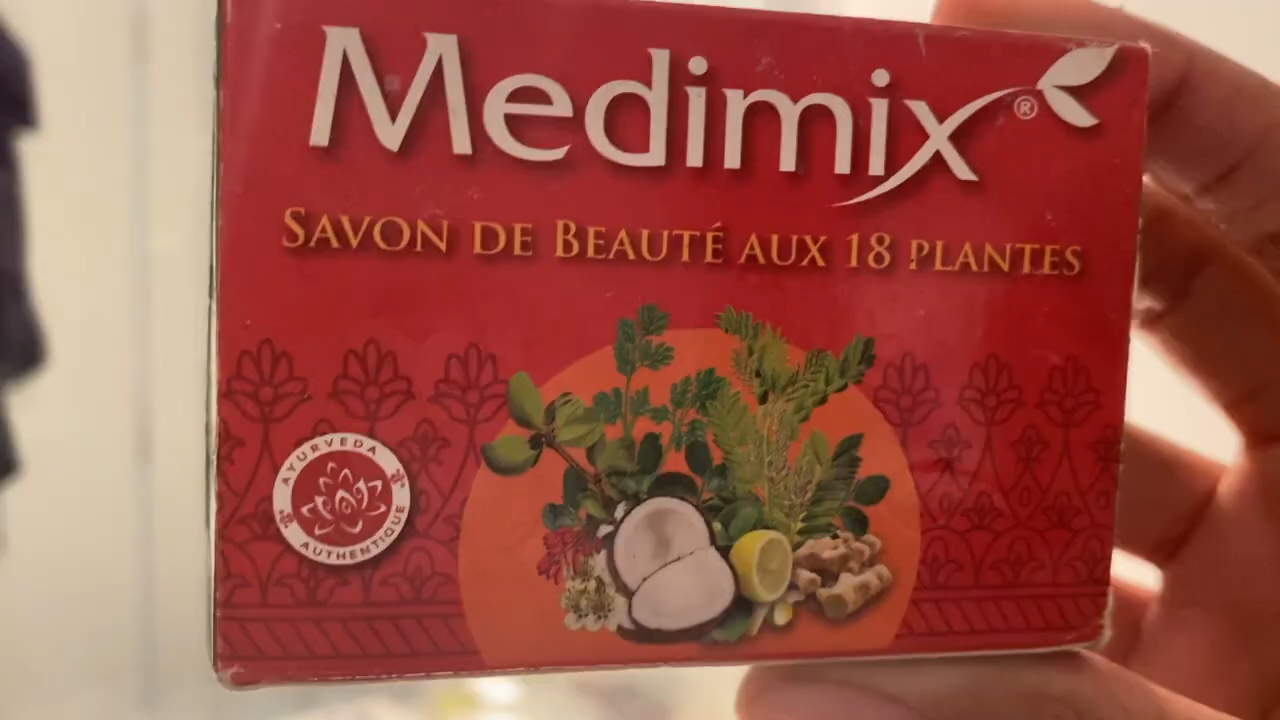 Medimix®
SAVON DE BEAUTÉ AUX 18 PLANTES
AYURVEDA
AUTHENTIQUE